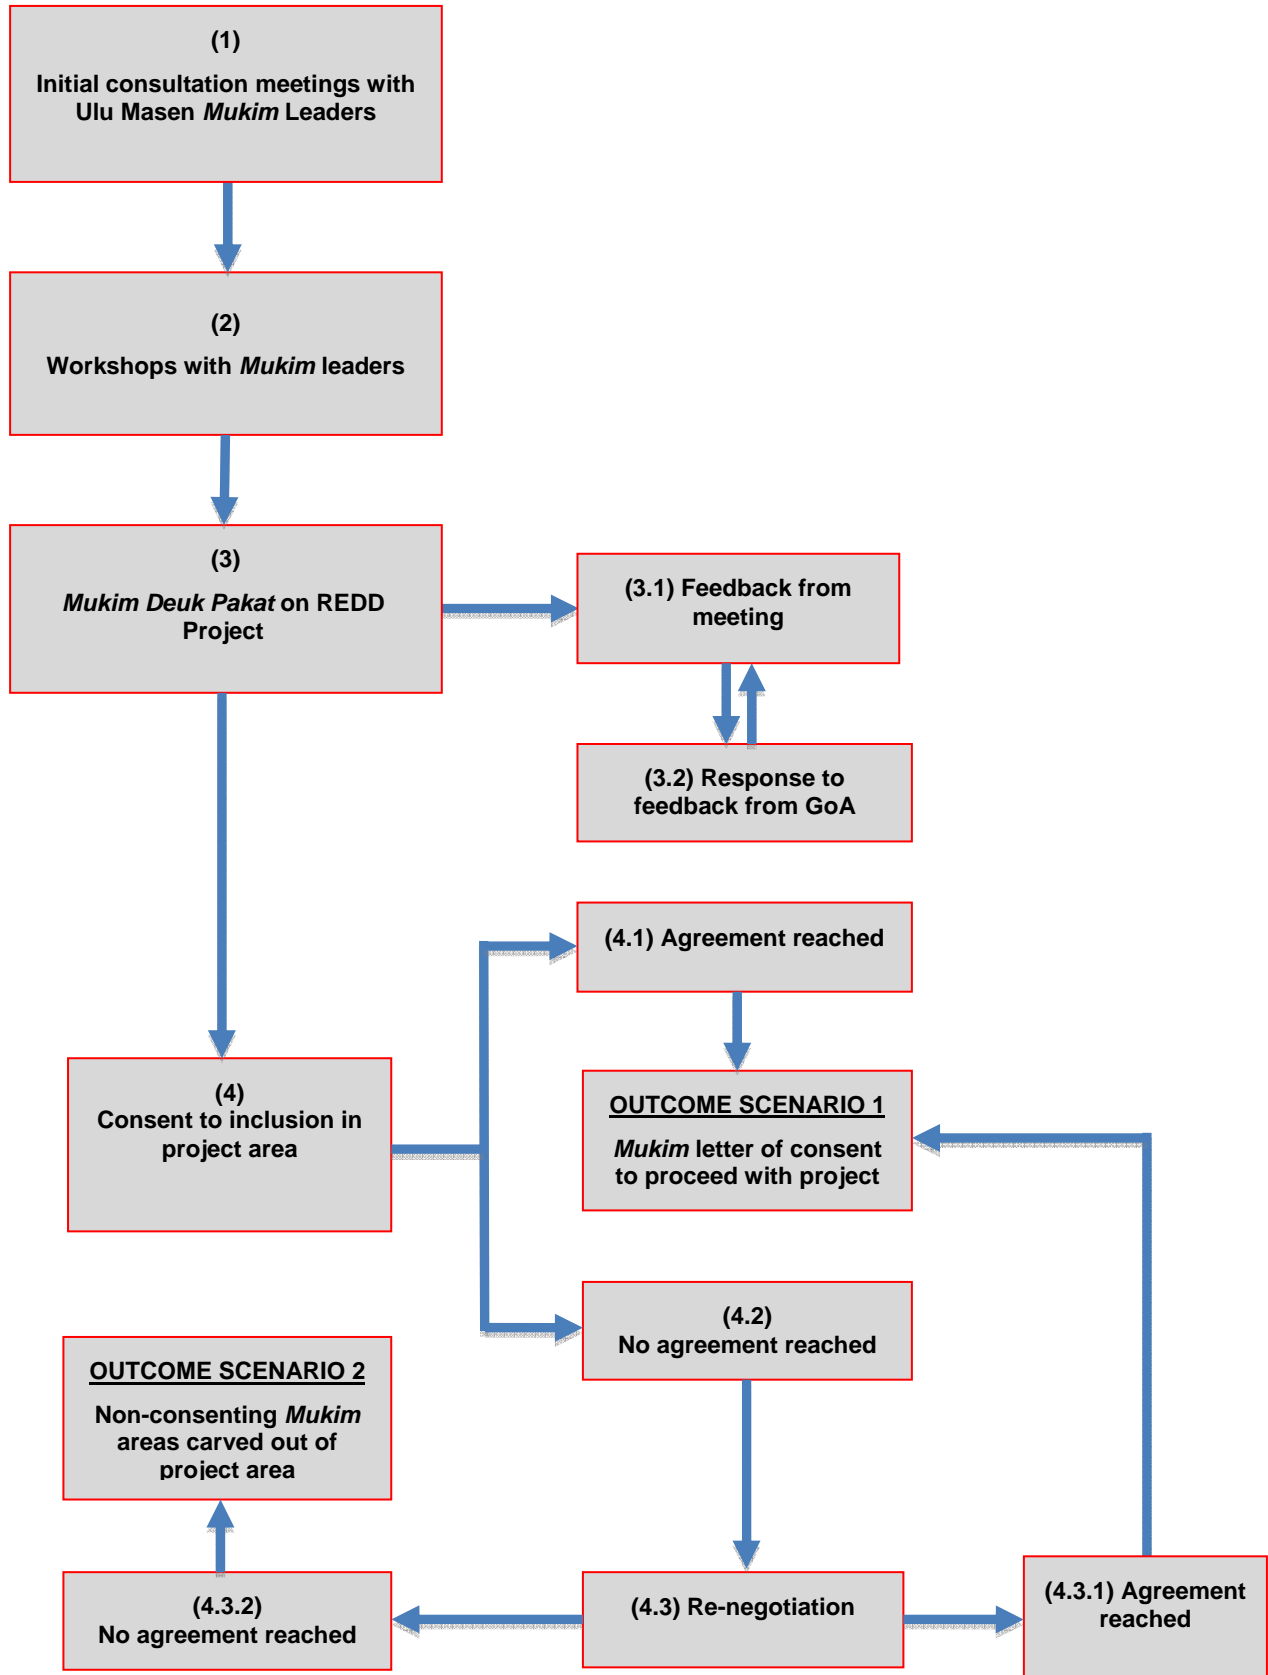 (1)
Initial consultation meetings with
Ulu Masen Mukim Leaders
(2)
Workshops with Mukim leaders
(3)
Mukim Deuk Pakat on REDD
Project
(3.1) Feedback from
meeting
(3.2) Response to
feedback from GoA
(4.1) Agreement reached
(4)
Consent to inclusion in
project area
OUTCOME SCENARIO 1
Mukim letter of consent
to proceed with project
(4.2)
No agreement reached
OUTCOME SCENARIO 2
Non-consenting Mukim
areas carved out of
project area
(4.3.2)
No agreement reached
(4.3) Re-negotiation
(4.3.1) Agreement
reached